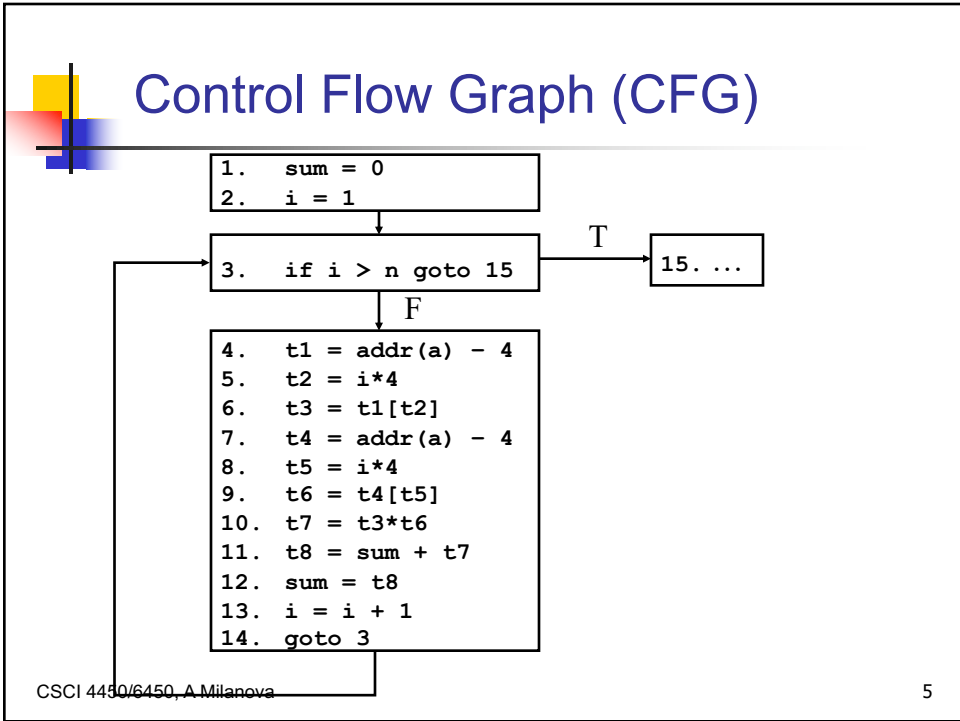 Control Flow Graph (CFG)
1. sum = 0
2. i = 1
3. if i > n goto 15
T
15. ...
F
4. t1 = addr(a) – 4
5. t2 = i*4
6. t3 = t1[t2]
7. t4 = addr(a) – 4
8. t5 = i*4
9. t6 = t4[t5]
10. t7 = t3*t6
11. t8 = sum + t7
12. sum = t8
13. i = i + 1
14. goto 3
CSCI 4450/6450, A Milanova
5